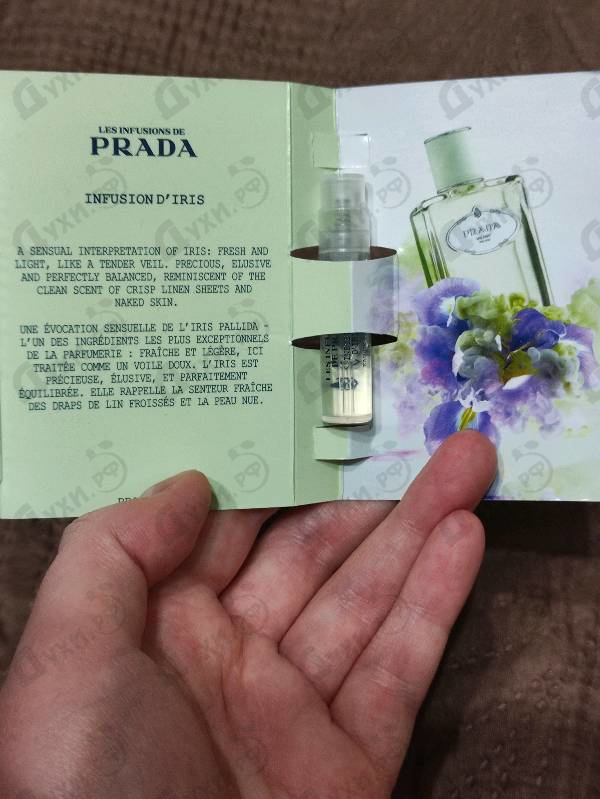 LES INFUSIONS DE
PRADA
INFUSION D'IRIS
A SENSUAL INTERPRETATION OF IRIS: FRESH AND
LIGHT, LIKE A TENDER VEIL. PRECIOUS, ELUSIVE
AND PERFECTLY BALANCED, REMINISCENT OF THE
CLEAN SCENT OF CRISP LINEN SHEETS AND
NAKED SKIN.
UNE ÉVOCATION SENSUELLE DE L'IRIS PALLIDA -
L'UN DES INGRÉDIENTS LES PLUS EXCEPTIONNELS
DE LA PARFUMERIE : FRAÎCHE ET LÉGÈRE, ICI
TRAITÉE COMME UN VOILE DOUX. L'IRIS EST
PRÉCIEUSE, ÉLUSIVE, ET PARFAITEMENT
ÉQUILIBRÉE. ELLE RAPPELLE LA SENTEUR FRAÎCHE
DES DRAPS DE LIN FROISSÉS ET LA PEAU NUE.
PRADA
Духи.рф